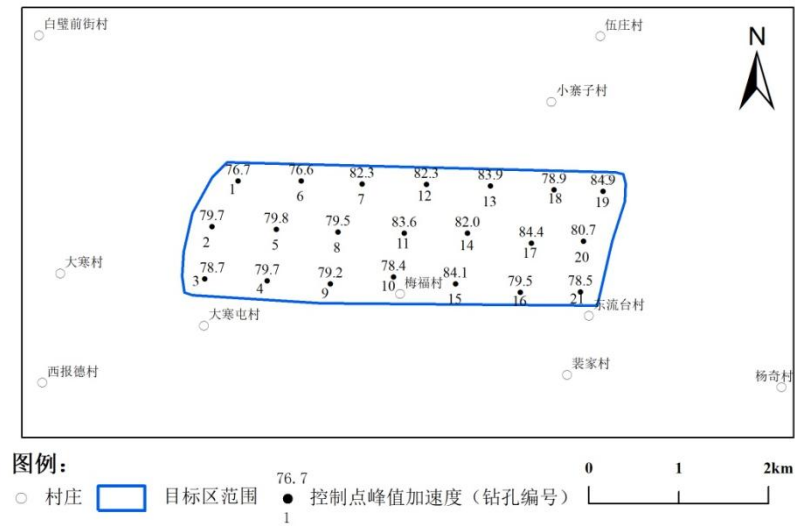 白璧前街村
伍庄村
N
小寨子村
76.7 76.6 82.3 82.3 83.9 78.9 84.9
1 6 7 12 13 18 19
79.7 79.8 79.5 83.6 82.0 84.4 80.7
2 5 8 11 14 17 20
大寒村
78.7 79.7 79.2 78.4 84.1 79.5 78.5
3 4 9 10 梅福村 15 16 21
东流台村
大寒屯村
西报德村
裴家村
杨奇村
图例：
村庄 目标区范围 76.7 1 控制点峰值加速度（钻孔编号）
0 1 2km